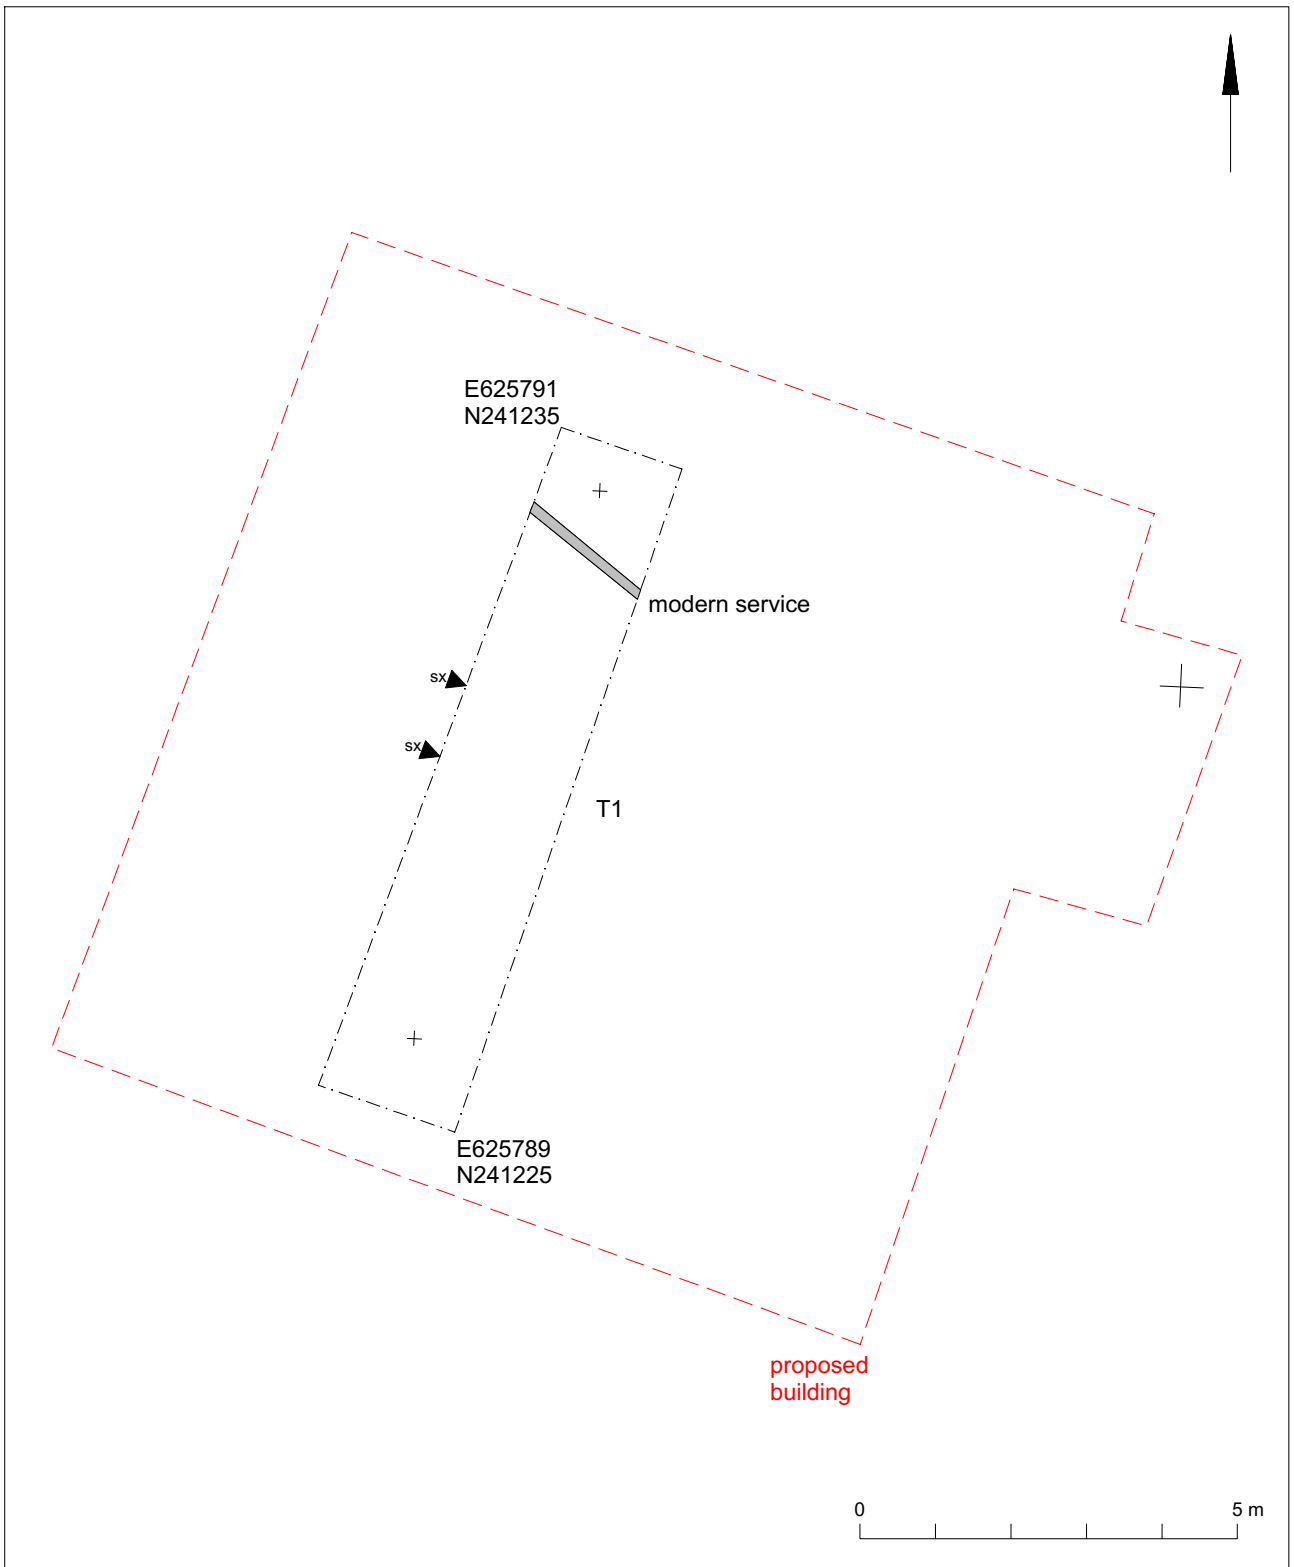 E625791
N241235
modern service
sx
sx
T1
E625789
N241225
proposed
building
0
5 m